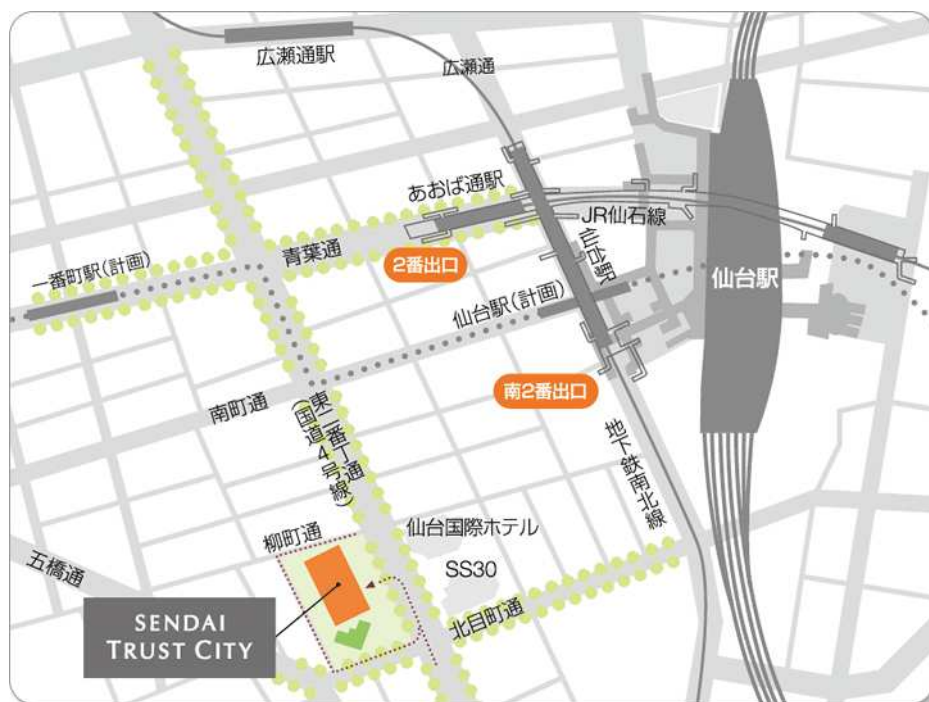 広瀬通駅
広瀬通
あおば通駅
JR仙石線
青葉通
2番出口
仙台駅
一番町駅(計画)
仙台駅
仙台駅(計画)
南2番出口
南町通
東二番丁通
(国道4号線)
地下鉄南北線
柳町通
仙台国際ホテル
五橋通
SS30
北目町通
SENDAI
TRUST CITY